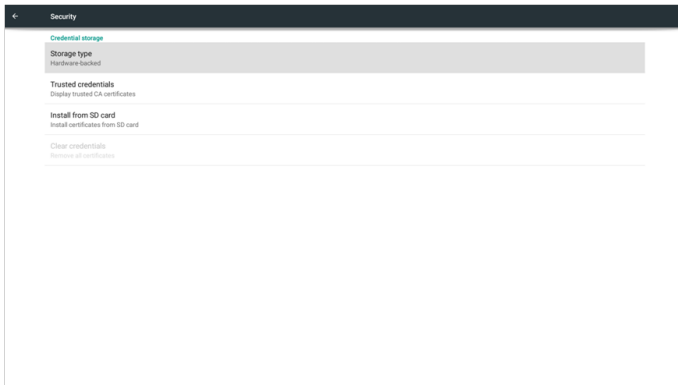 Security
Credential storage
Storage type
Hardware-backed
Trusted credentials
Display trusted CA certificates
Install from SD card
Install certificates from SD card
Clear credentials
Remove all certificates